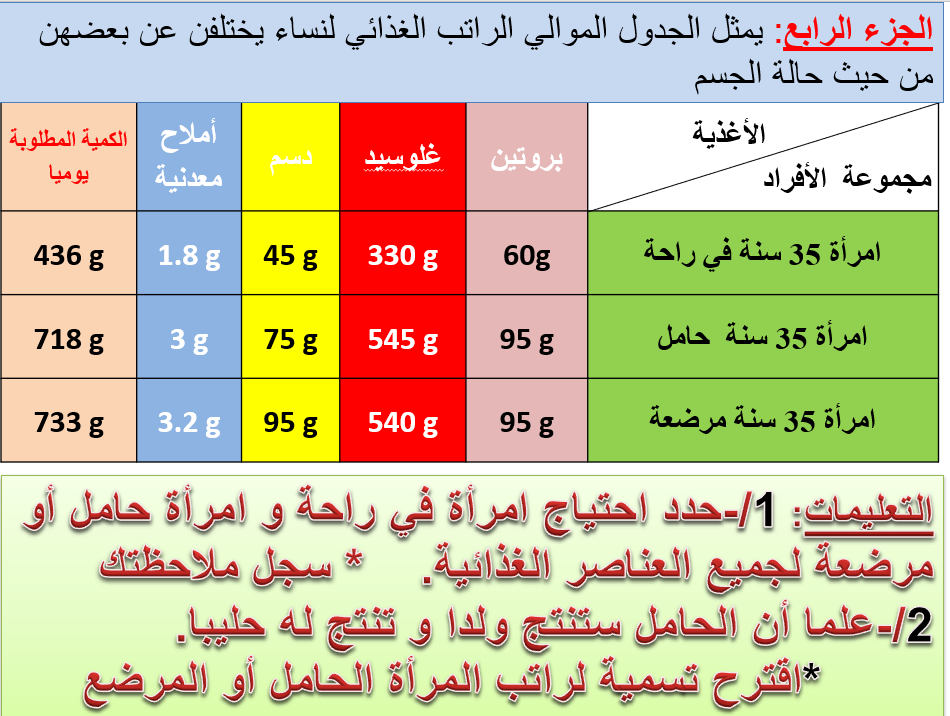 الجزء الرابع: يمثل الجدول الموالي الراتب الغذائي لنساء يختلفن عن بعضهن
من حيث حالة الجسم
الأغذية
مجموعة الأفراد
بروتين
غلوسيد
دسم
أملاح
معدنية
الكمية المطلوبة
يوميا
امرأة 35 سنة في راحة 60g 330 g 45 g 1.8 g 436 g
امرأة 35 سنة حامل 95 g 545 g 75 g 3 g 718 g
امرأة 35 سنة مرضعة 95 g 540 g 95 g 3.2 g 733 g
التعليمات: 1/-حدد احتياج امرأة في راحة و امرأة حامل أو
مرضعة لجميع العناصر الغذائية. * سجل ملاحظتك
2/-علما أن الحامل ستنتج ولدا و تنتج له حليبا.
*اقترح تسمية لراتب المرأة الحامل أو المرضع